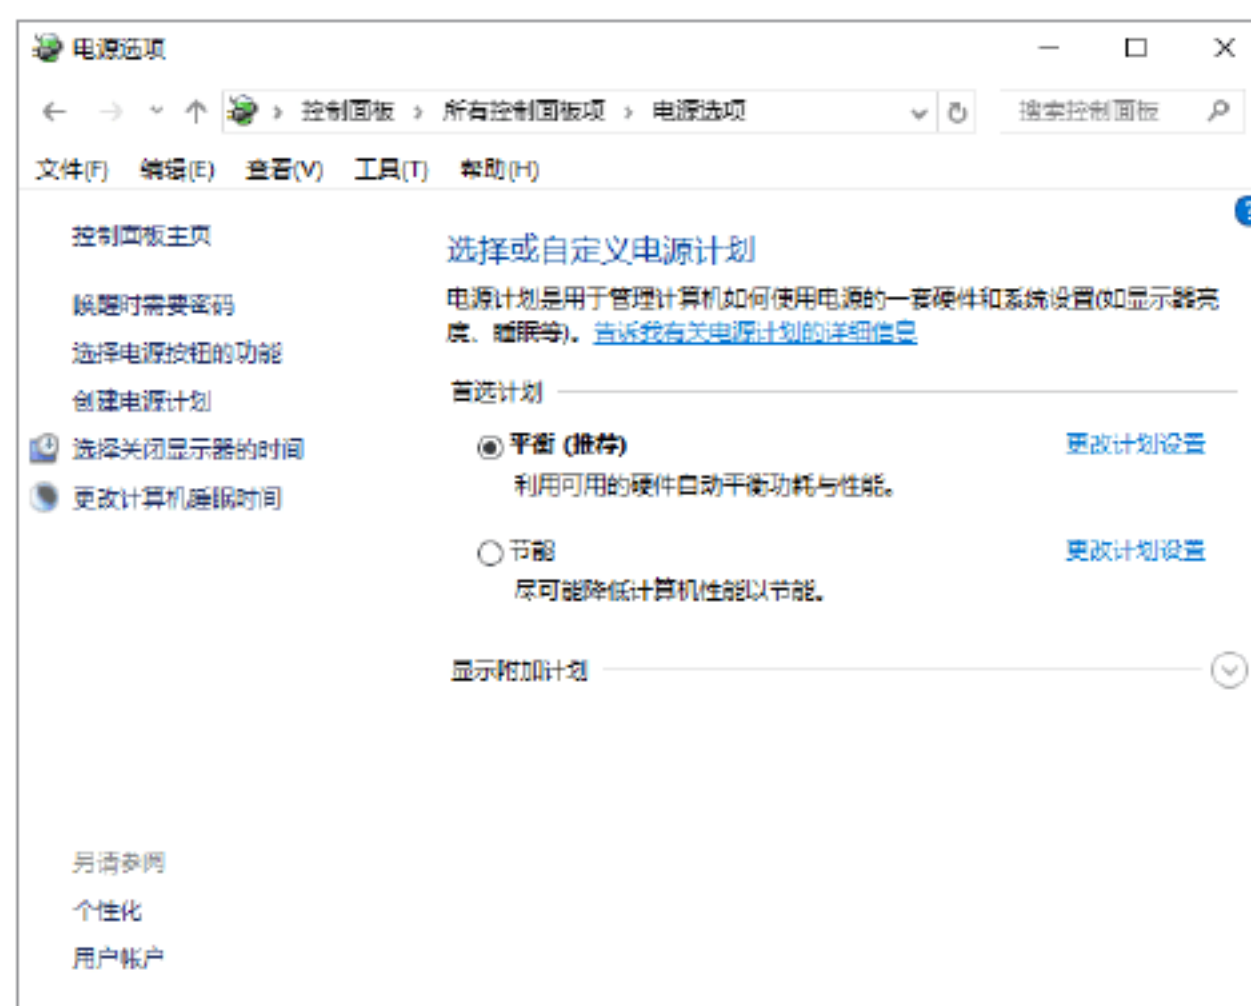 电源选项
控制面板 › 所有控制面板项 › 电源选项 搜索控制面板
文件(F) 编辑(E) 查看(V) 工具(T) 帮助(H)
控制面板主页
唤醒时需要密码
选择电源按钮的功能
创建电源计划
选择关闭显示器的时间
更改计算机睡眠时间
选择或自定义电源计划
电源计划是用于管理计算机如何使用电源的一套硬件和系统设置(如显示器亮
度、睡眠等)。告诉我有关电源计划的详细信息
首选计划
平衡 (推荐) 更改计划设置
利用可用的硬件自动平衡功耗与性能。
节能 更改计划设置
尽可能降低计算机性能以节能。
显示附加计划
另请参阅
个性化
用户帐户